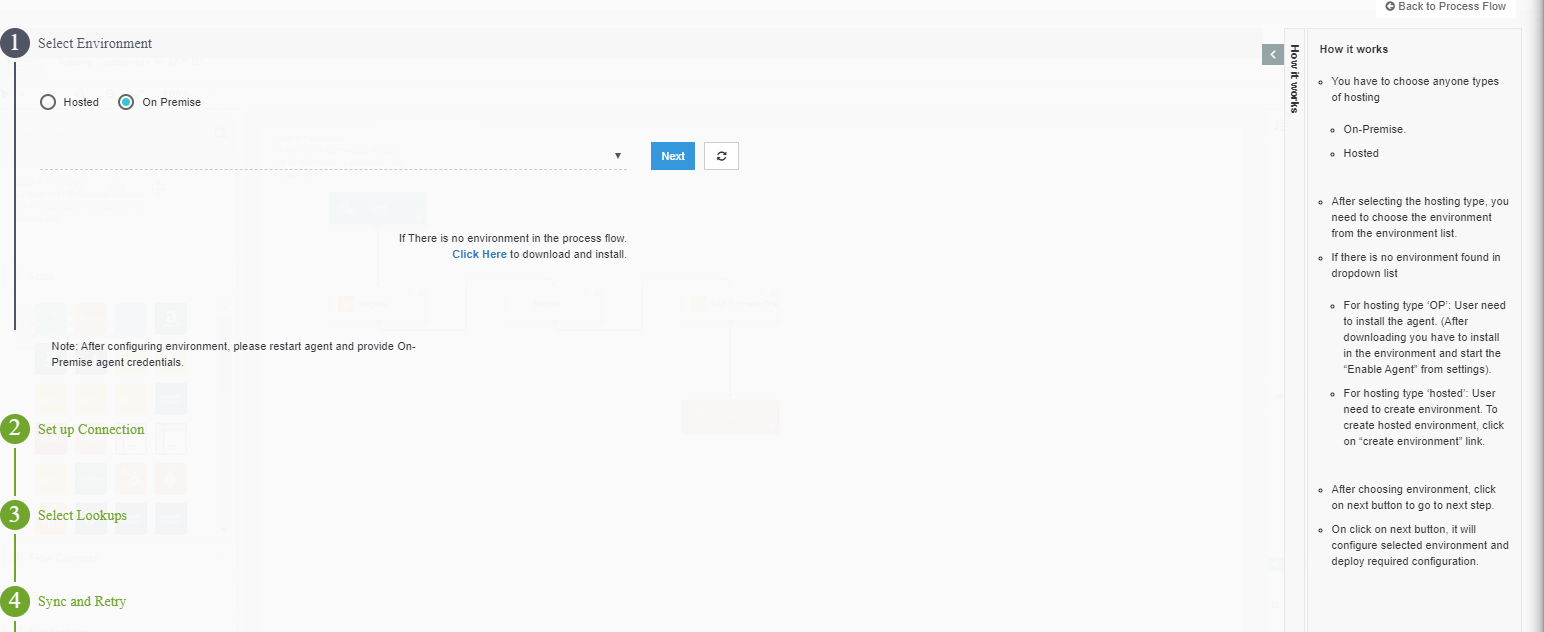 Back to Process Flow
1 Select Environment
Hosted On Premise
Next
If There is no environment in the process flow.
Click Here to download and install.
Note: After configuring environment, please restart agent and provide On-
Premise agent credentials.
2 Set up Connection
3 Select Lookups
4 Sync and Retry
How it works
How it works
You have to choose anyone types
of hosting
On-Premise.
Hosted
After selecting the hosting type, you
need to choose the environment
from the environment list.
If there is no environment found in
dropdown list
For hosting type ‘OP’: User need
to install the agent. (After
downloading you have to install
in the environment and start the
“Enable Agent” from settings).
For hosting type ‘hosted’: User
need to create environment. To
create hosted environment, click
on “create environment” link.
After choosing environment, click
on next button to go to next step.
On click on next button, it will
configure selected environment and
deploy required configuration.